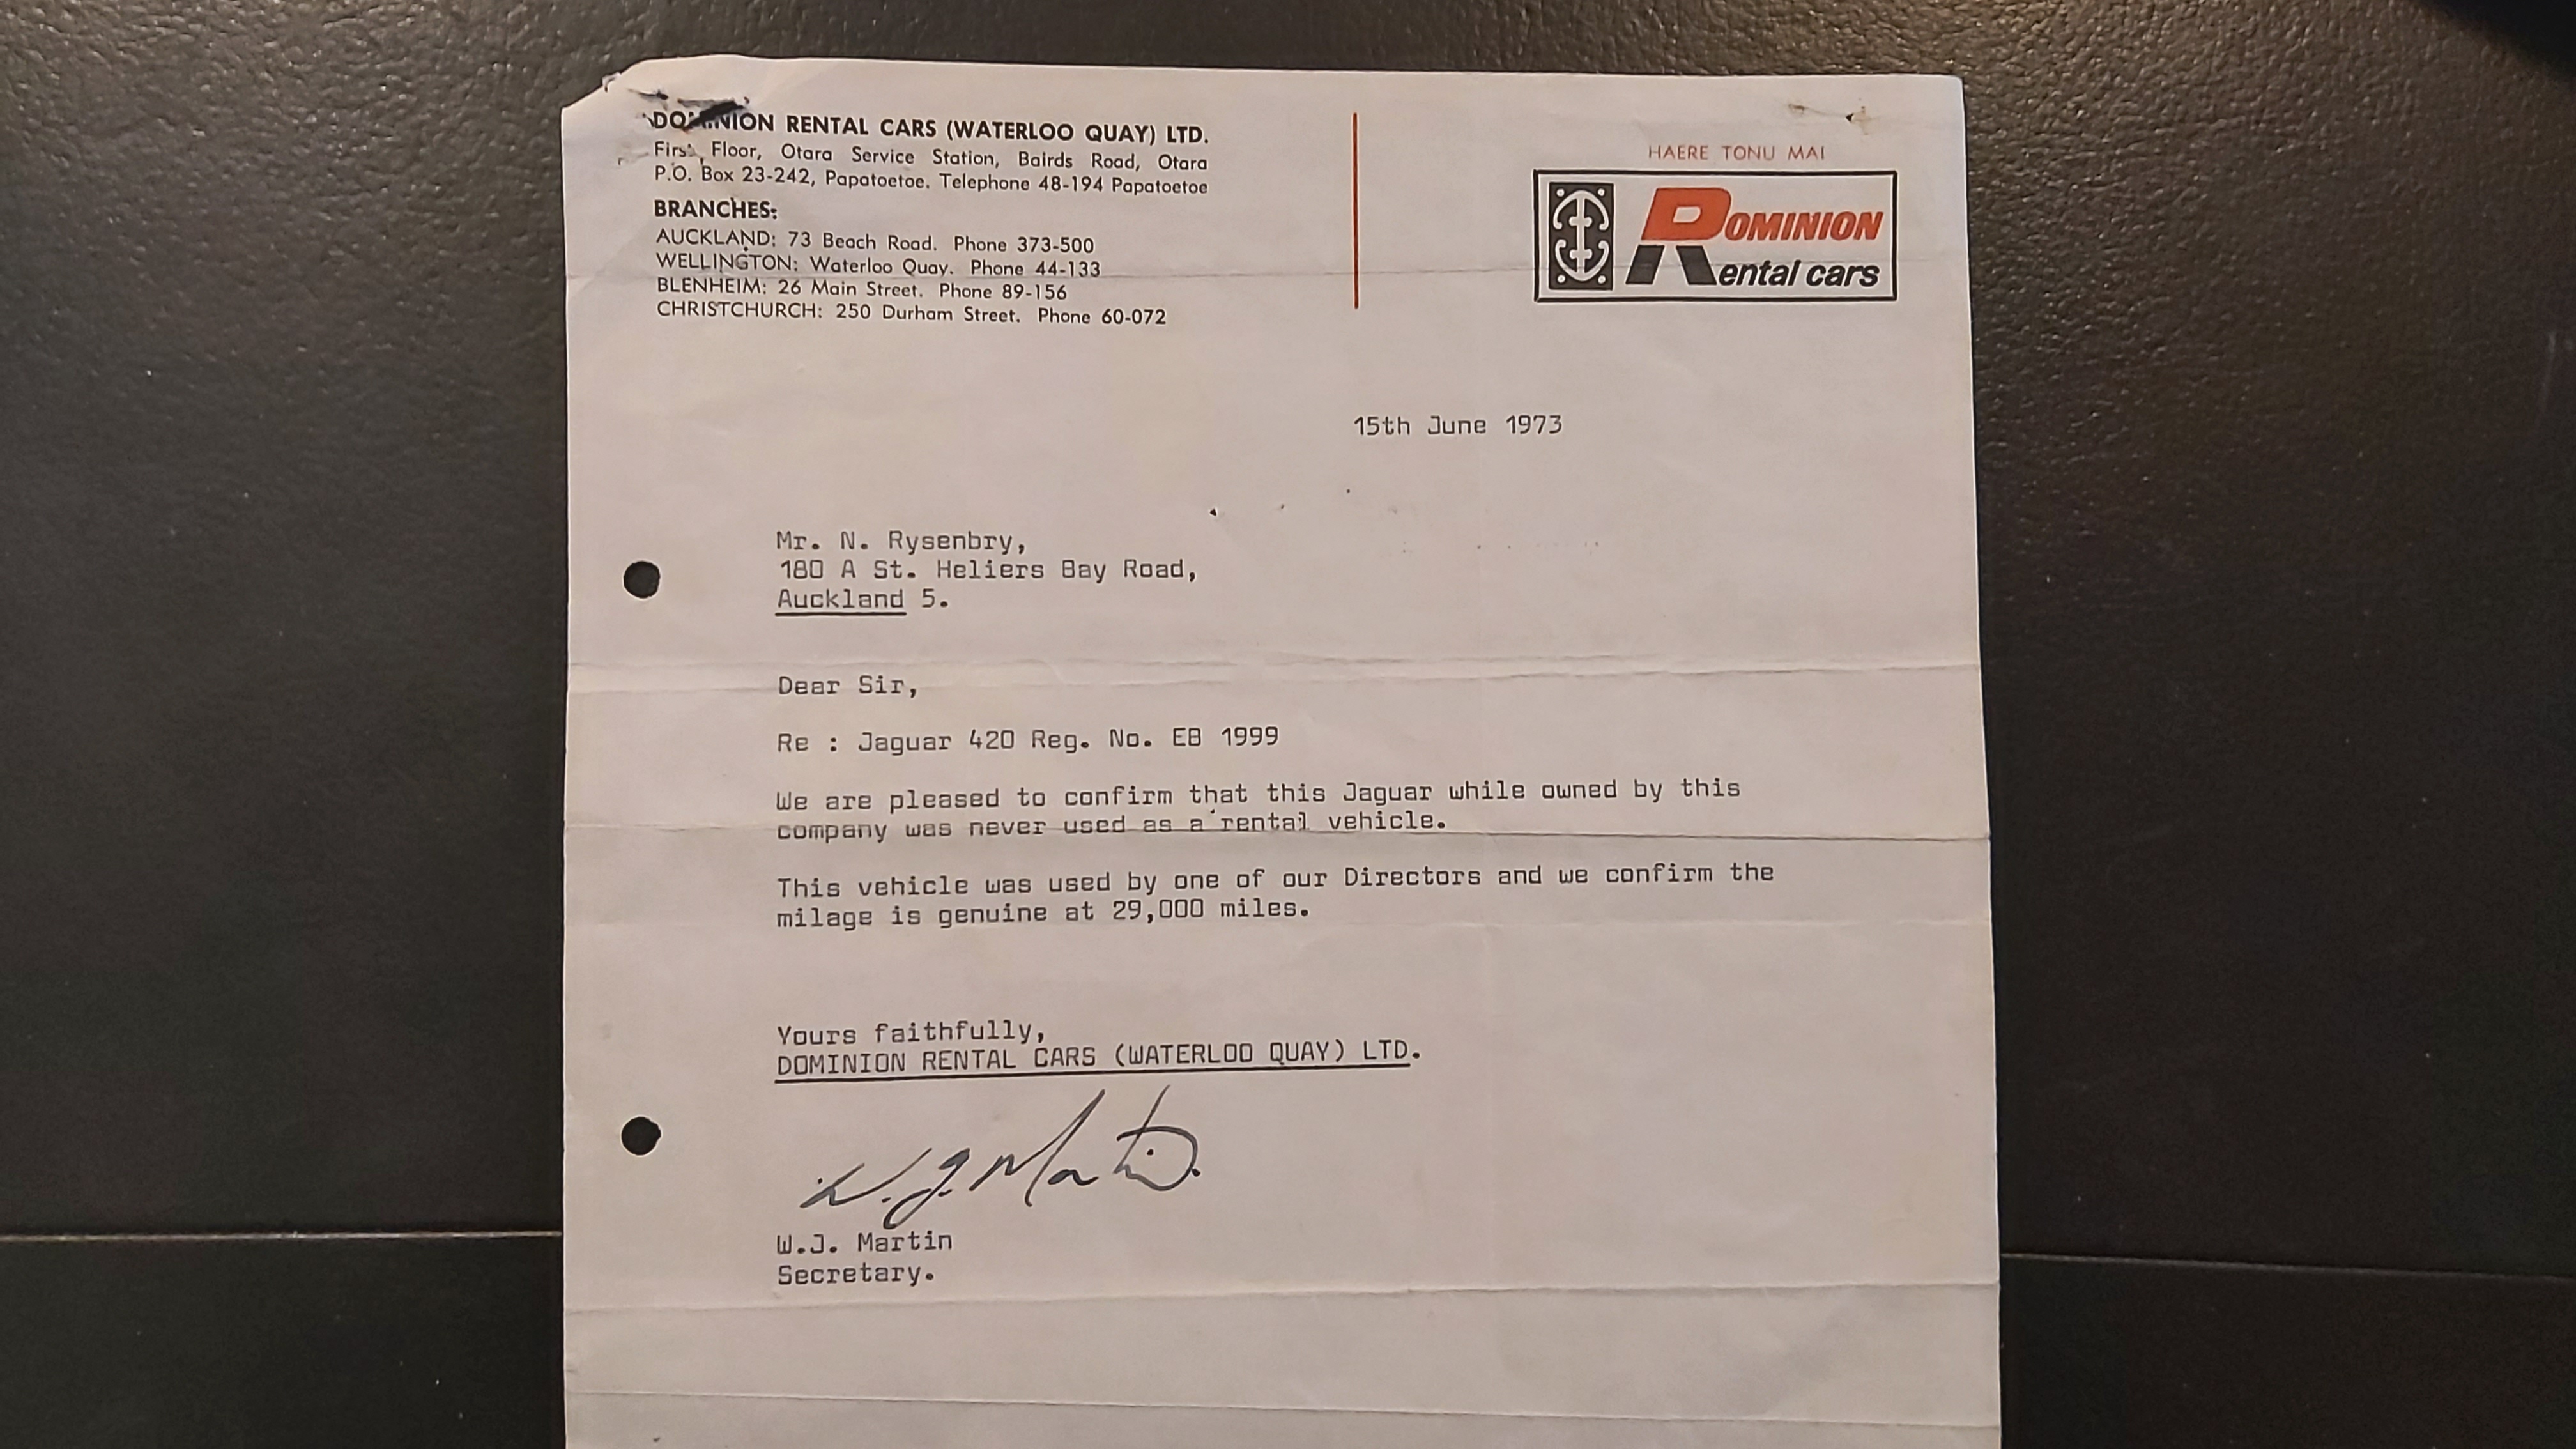 DOMINION RENTAL CARS (WATERLOO QUAY) LTD.
First Floor, Otara Service Station, Bairds Road, Otara
P.O. Box 23-242, Papatoetoe. Telephone 48-194 Papatoetoe
BRANCHES:
AUCKLAND: 73 Beach Road. Phone 373-500
WELLINGTON: Waterloo Quay. Phone 44-133
BLENHEIM: 26 Main Street. Phone 89-156
CHRISTCHURCH: 250 Durham Street. Phone 60-072
HAERE TONU MAI
DOMINION
Rental cars
15th June 1973
Mr. N. Rysenbry,
180 A St. Heliers Bay Road,
Auckland 5.
Dear Sir,
Re : Jaguar 420 Reg. No. EB 1999
We are pleased to confirm that this Jaguar while owned by this
company was never used as a rental vehicle.
This vehicle was used by one of our Directors and we confirm the
milage is genuine at 29,000 miles.
Yours faithfully,
DOMINION RENTAL CARS (WATERLOO QUAY) LTD.
W. J. Martin.
W.J. Martin
Secretary.